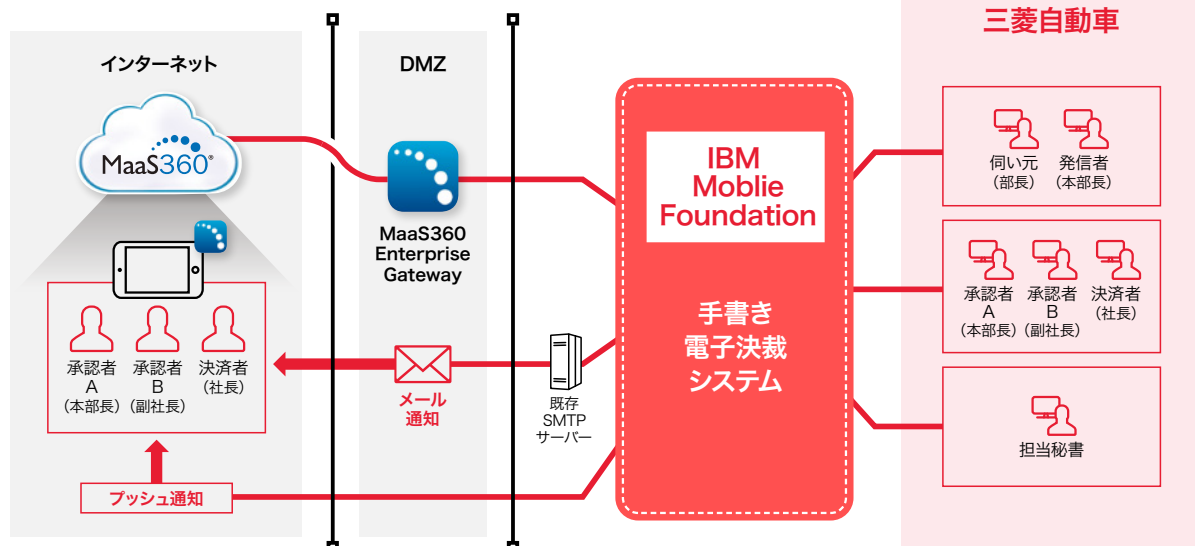 インターネット
MaaS360®
承認者
A
(本部長)
承認者
B
(副社長)
決済者
(社長)
プッシュ通知
DMZ
MaaS360
Enterprise
Gateway
メール
通知
既存
SMTP
サーバー
IBM
Moblie
Foundation
手書き
電子決裁
システム
三菱自動車
伺い元
(部長)
発信者
(本部長)
承認者
A
(本部長)
承認者
B
(副社長)
決済者
(社長)
担当秘書